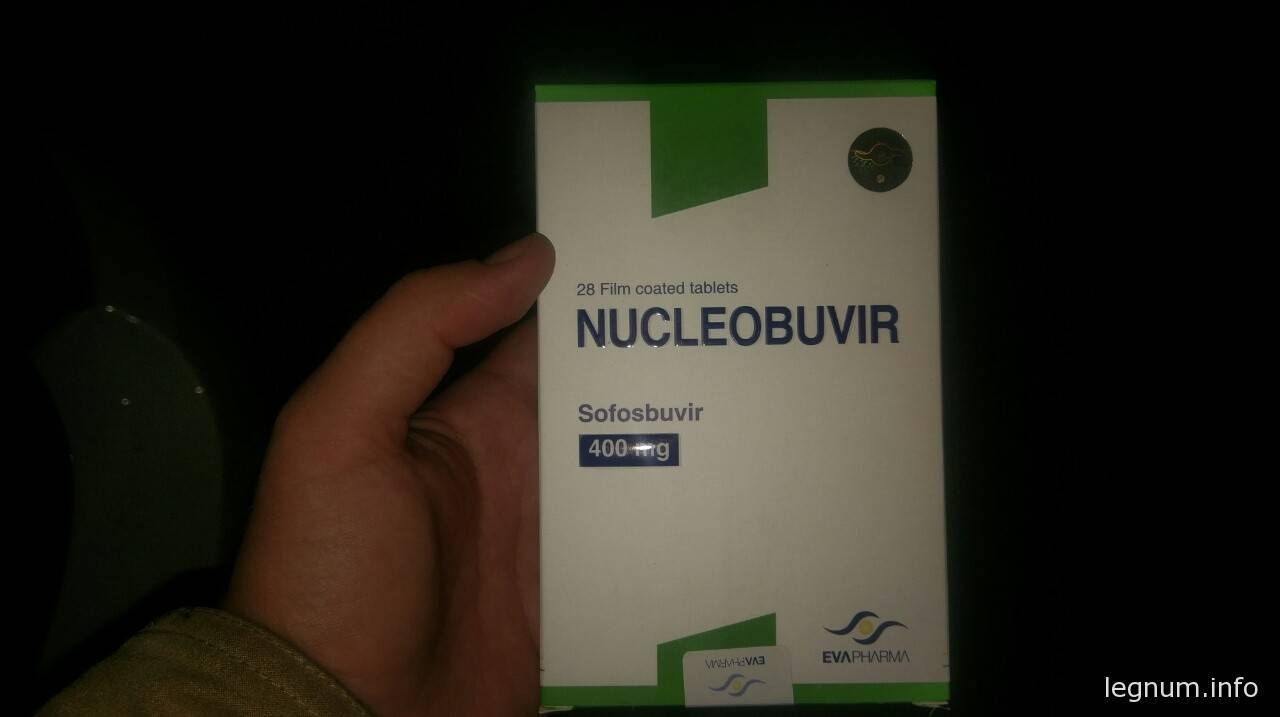 28 Film coated tablets
NUCLEOBUVIR
Sofosbuvir
400 mg
EVAPHARMA
EVAPHARMA
legnum.info